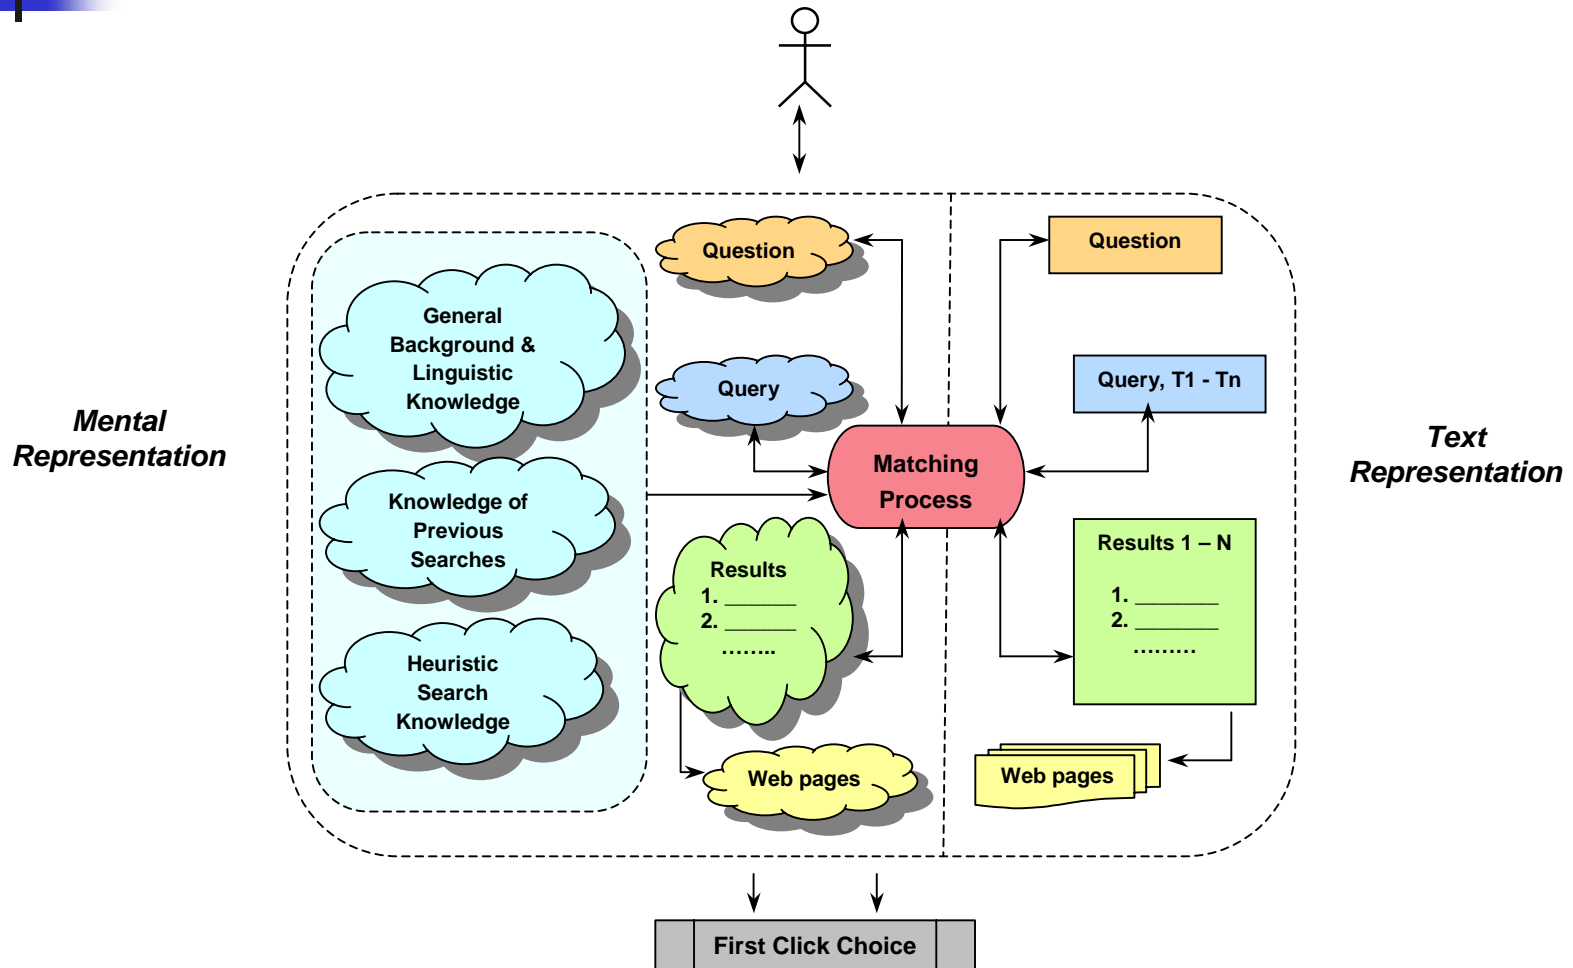 Mental
Representation
General
Background &
Linguistic
Knowledge
Knowledge of
Previous
Searches
Heuristic
Search
Knowledge
Question
Query
Matching
Process
Results
1. ______
2. ______
……..
Web pages
Question
Query, T1 - Tn
Results 1 – N
1. _______
2. _______
………
Web pages
Text
Representation
First Click Choice